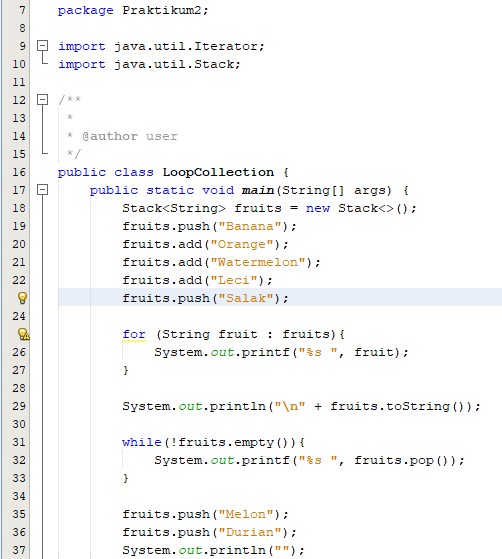 7 package Praktikum2;
8
9 import java.util.Iterator;
10 import java.util.Stack;
11
12 /**
13 *
14 * @author user
15 */
16 public class LoopCollection {
17 public static void main(String[] args) {
18 Stack<String> fruits = new Stack<>();
19 fruits.push("Banana");
20 fruits.add("Orange");
21 fruits.add("Watermelon");
22 fruits.add("Leci");
fruits.push("Salak");
24
for (String fruit : fruits){
26 System.out.printf("%s ", fruit);
27 }
28
29 System.out.println("\n" + fruits.toString());
30
31 while(!fruits.empty()){
32 System.out.printf("%s ", fruits.pop());
33 }
34
35 fruits.push("Melon");
36 fruits.push("Durian");
37 System.out.println("");